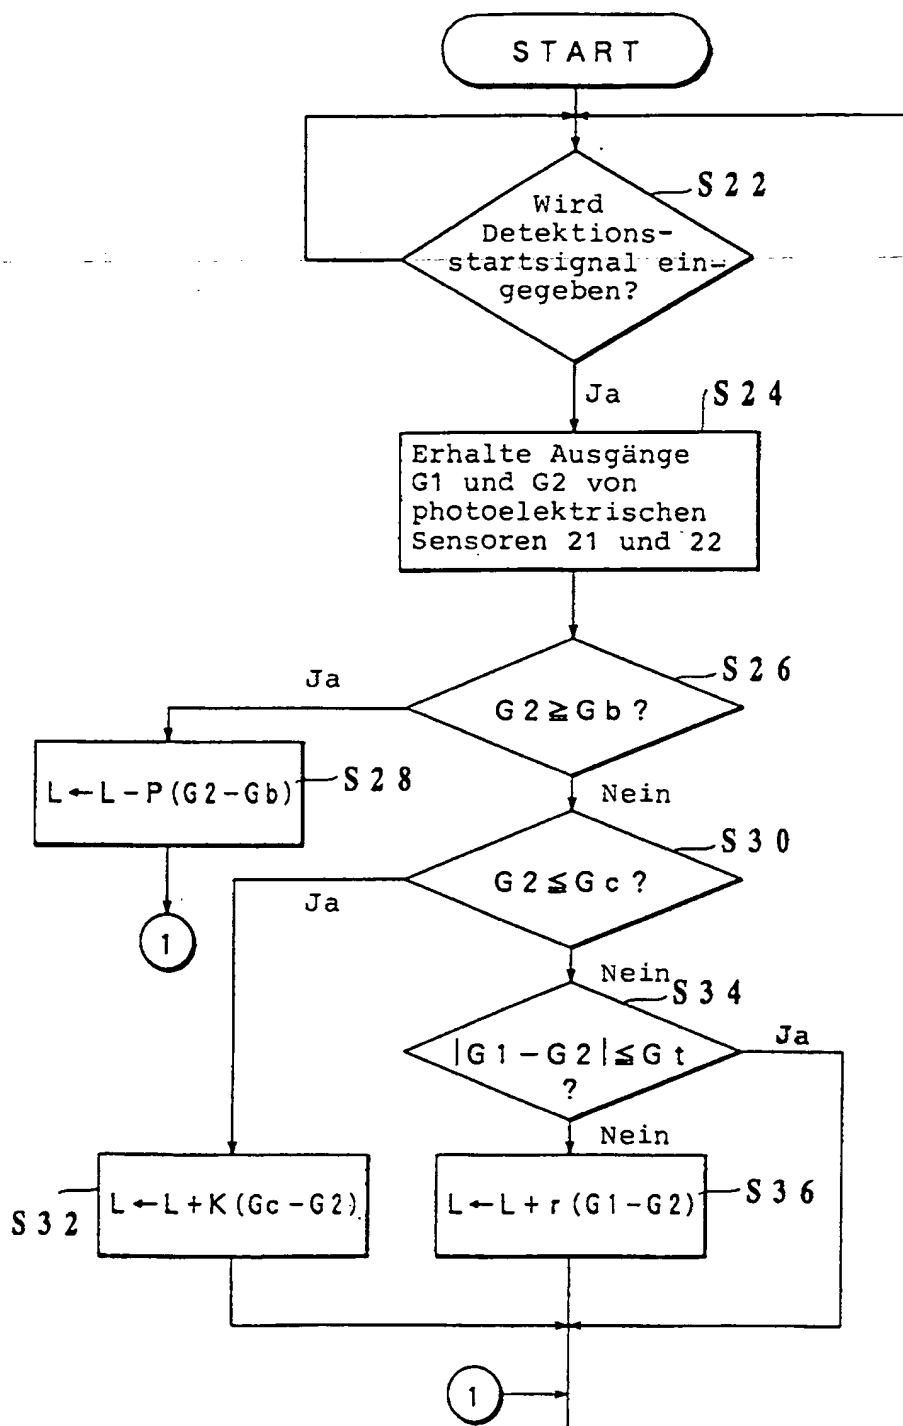 START
S22
Wird
Detektions-
startsignal ein-
gegeben?
Ja
S24
Erhalte Ausgänge
G1 und G2 von
photoelektrischen
Sensoren 21 und 22
S26
Ja
G2≧Gb?
S28
L←L-P(G2-Gb)
Nein
S30
G2≦Gc?
Ja
1
Nein
S34
Ja
|G1-G2|≦Gt
?
Nein
S32
L←L+K(Gc-G2)
L←L+r(G1-G2)
S36
1